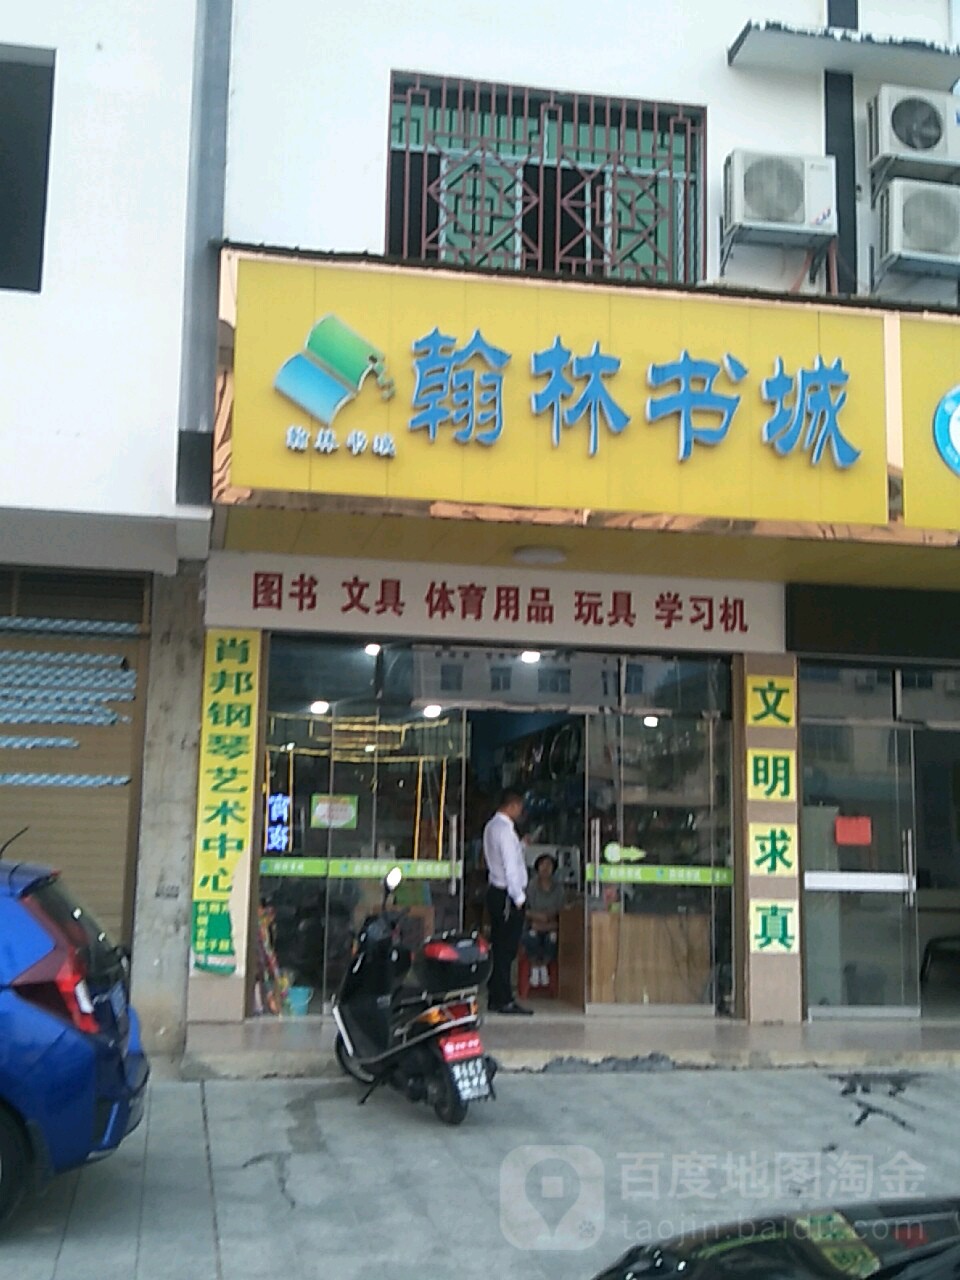 翰林书城
翰林书城
图书 文具 体育用品 玩具 学习机
肖邦钢琴艺术中心
文明求真
百度地图淘金
taojin.baidu.com